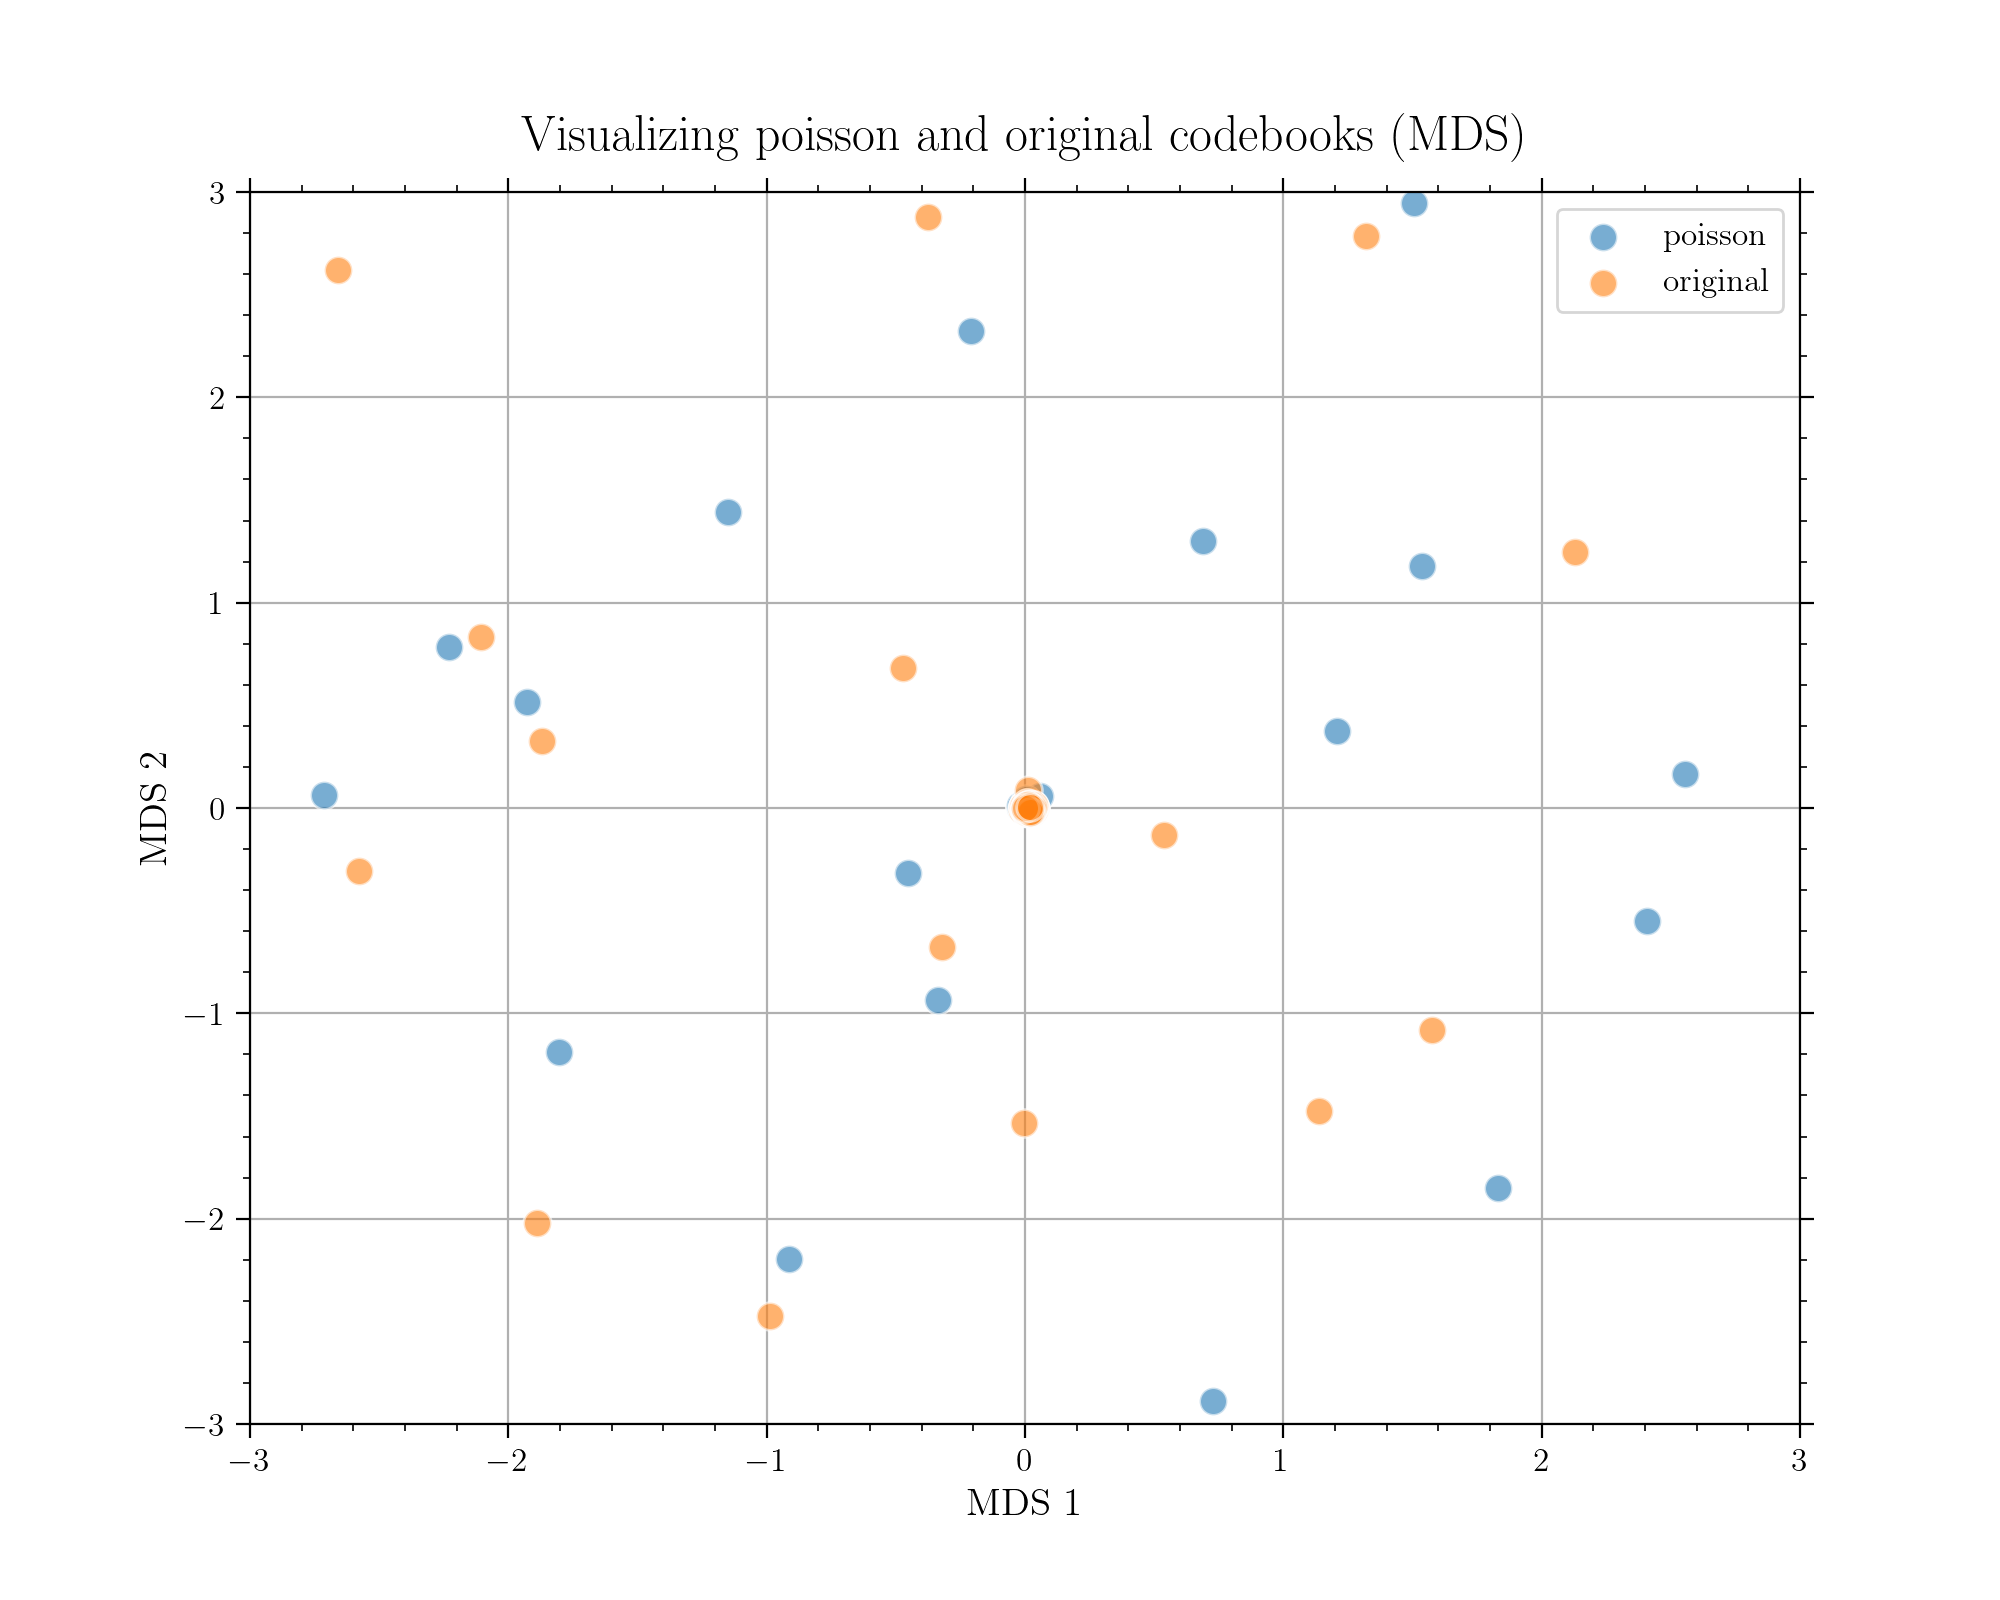 Visualizing poisson and original codebooks (MDS)
poisson
original
3
2
1
0
−1
−2
−3
MDS 2
−3
−2
−1
0
1
2
3
MDS 1